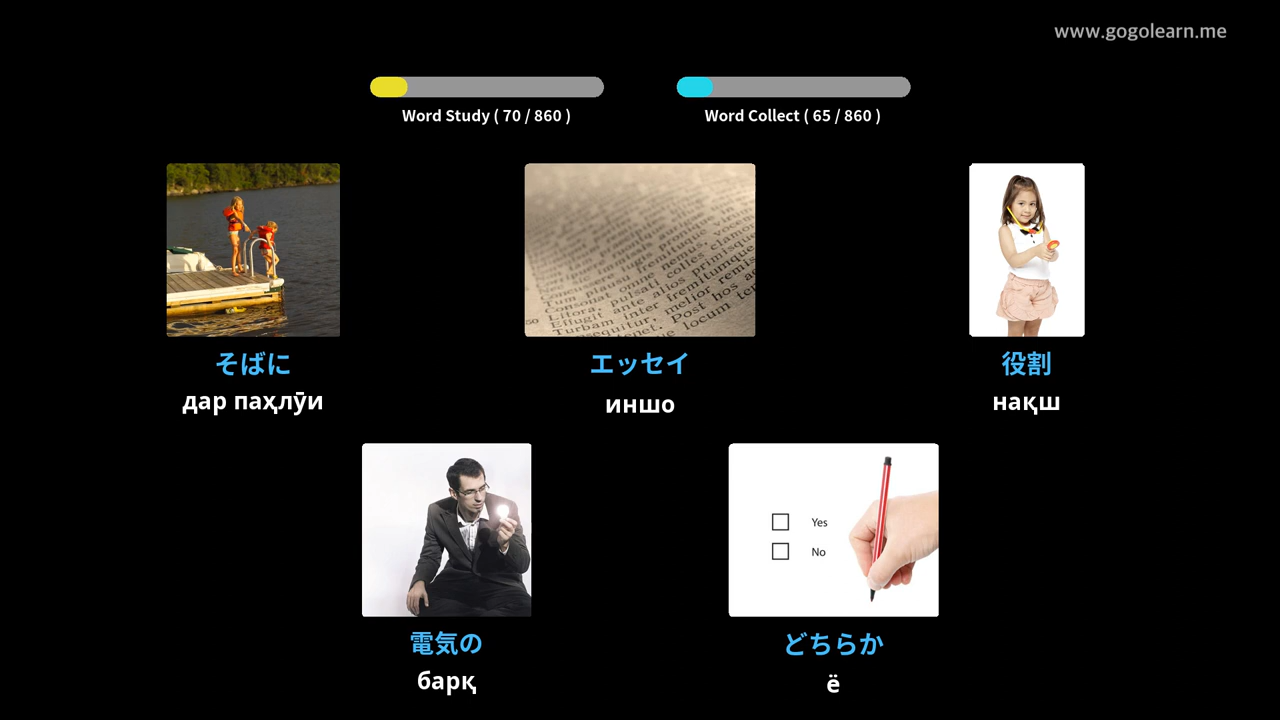 www.gogolearn.me
Word Study ( 70 / 860 )
Word Collect ( 65 / 860 )
そばに
エッセイ
役割
дар паҳлӯи
иншо
нақш
Yes
No
電気の
どちらか
барқ
ё